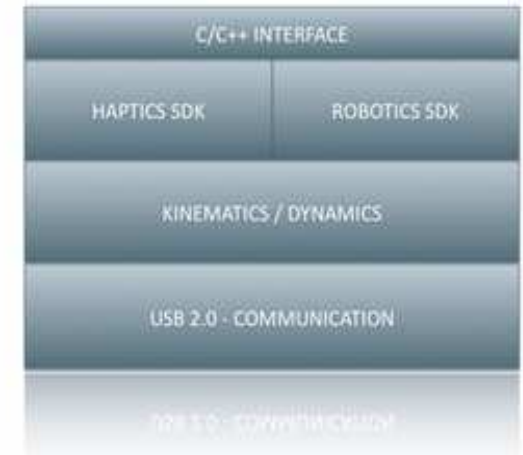 C/C++ INTERFACE
HAPTICS SDK ROBOTICS SDK
KINEMATICS / DYNAMICS
USB 2.0 - COMMUNICATION